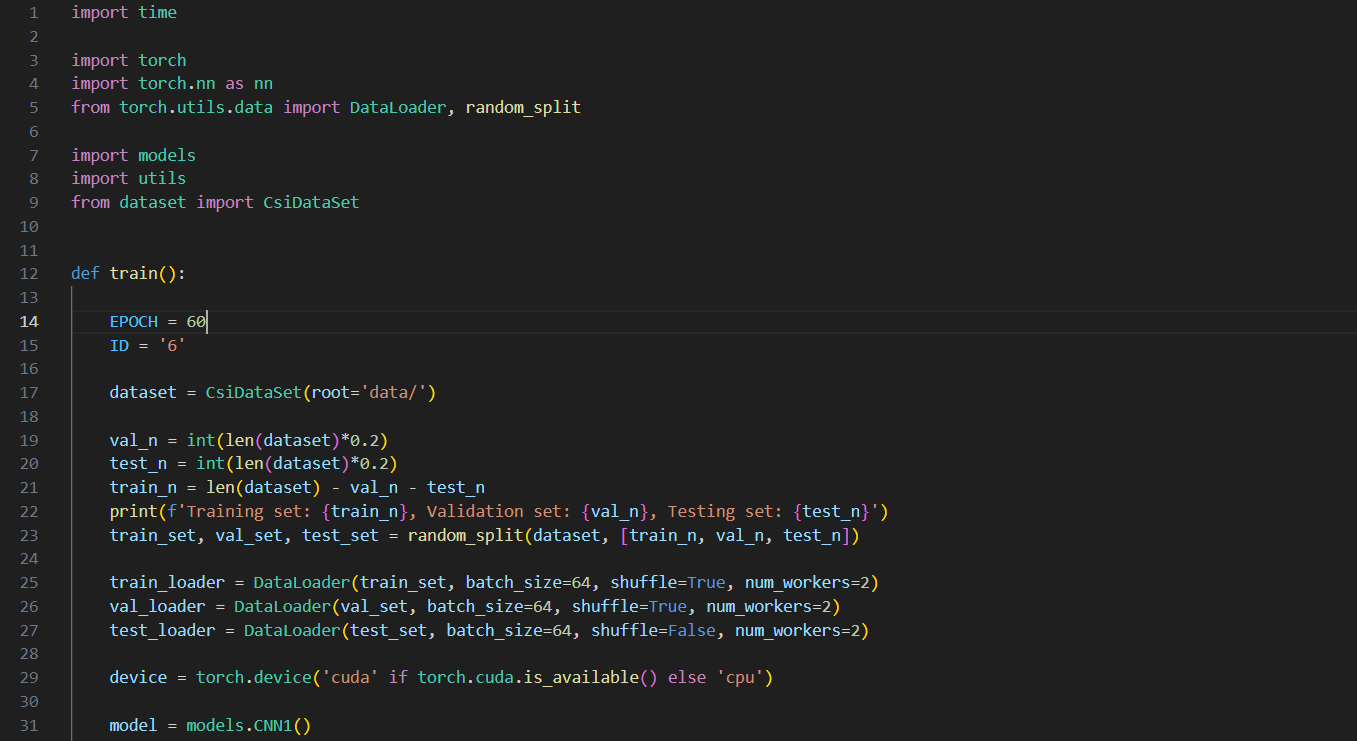 1 import time
2
3 import torch
4 import torch.nn as nn
5 from torch.utils.data import DataLoader, random_split
6
7 import models
8 import utils
9 from dataset import CsiDataSet
10
11
12 def train():
13
14     EPOCH = 60
15     ID = '6'
16
17     dataset = CsiDataSet(root='data/')
18
19     val_n = int(len(dataset)*0.2)
20     test_n = int(len(dataset)*0.2)
21     train_n = len(dataset) - val_n - test_n
22     print(f'Training set: {train_n}, Validation set: {val_n}, Testing set: {test_n}')
23     train_set, val_set, test_set = random_split(dataset, [train_n, val_n, test_n])
24
25     train_loader = DataLoader(train_set, batch_size=64, shuffle=True, num_workers=2)
26     val_loader = DataLoader(val_set, batch_size=64, shuffle=True, num_workers=2)
27     test_loader = DataLoader(test_set, batch_size=64, shuffle=False, num_workers=2)
28
29     device = torch.device('cuda' if torch.cuda.is_available() else 'cpu')
30
31     model = models.CNN1()